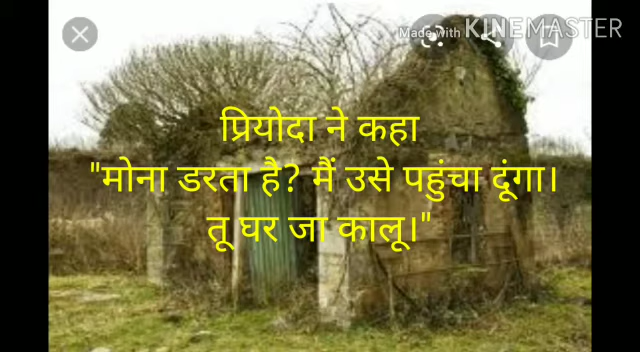 Made with KINEMASTER
प्रियोदा ने कहा
"मोना डरता है? मैं उसे पहुंचा दूंगा।
तू घर जा कालू।"